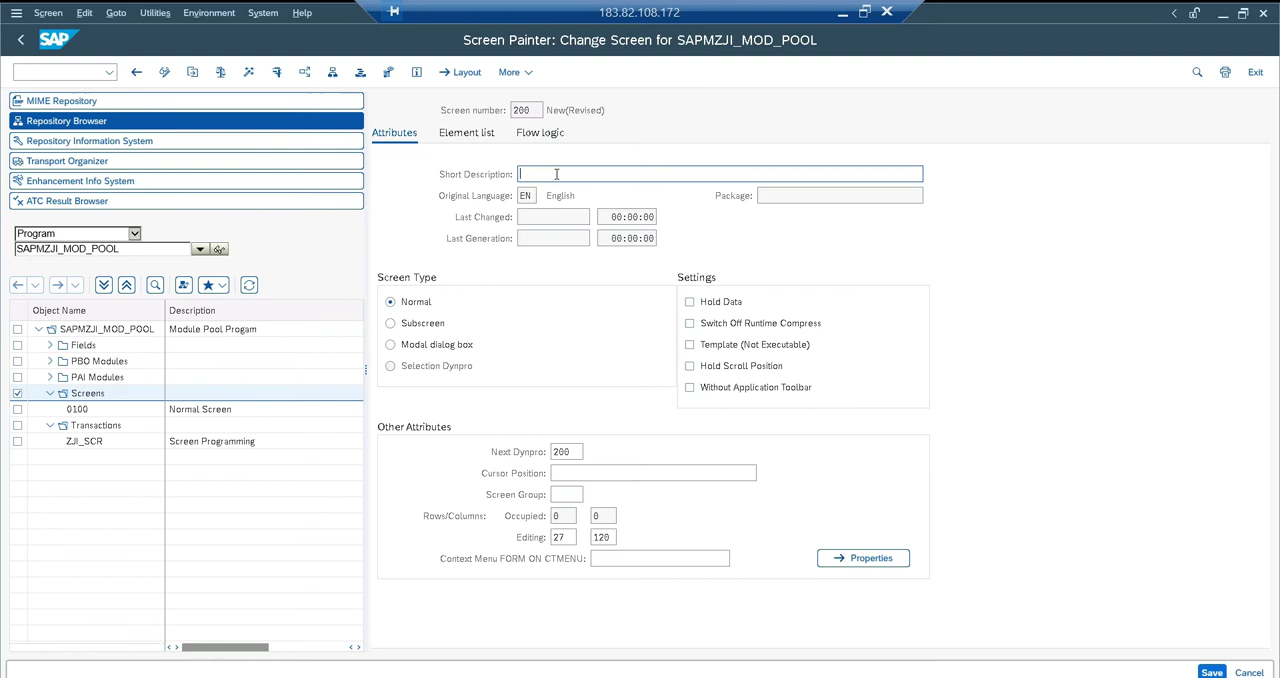 Screen Edit Goto Utilities Environment System Help
183.82.108.172
SAP
Screen Painter: Change Screen for SAPMZJI_MOD_POOL
Layout More Exit
MIME Repository
Repository Browser
Repository Information System
Transport Organizer
Enhancement Info System
ATC Result Browser
Program
SAPMZJI_MOD_POOL
Object Name Description
SAPMZJI_MOD_POOL Module Pool Progam
Fields
PBO Modules
PAI Modules
Screens
0100 Normal Screen
Transactions
ZJI_SCR Screen Programming
Screen number: 200 New(Revised)
Attributes Element list Flow logic
Short Description:
Original Language: EN English Package:
Last Changed: 00:00:00
Last Generation: 00:00:00
Screen Type
Normal
Subscreen
Modal dialog box
Selection Dynpro
Settings
Hold Data
Switch Off Runtime Compress
Template (Not Executable)
Hold Scroll Position
Without Application Toolbar
Other Attributes
Next Dynpro: 200
Cursor Position:
Screen Group:
Rows/Columns: Occupied: 0 0
Editing: 27 120
Context Menu FORM ON CTMENU:
Properties
Save Cancel